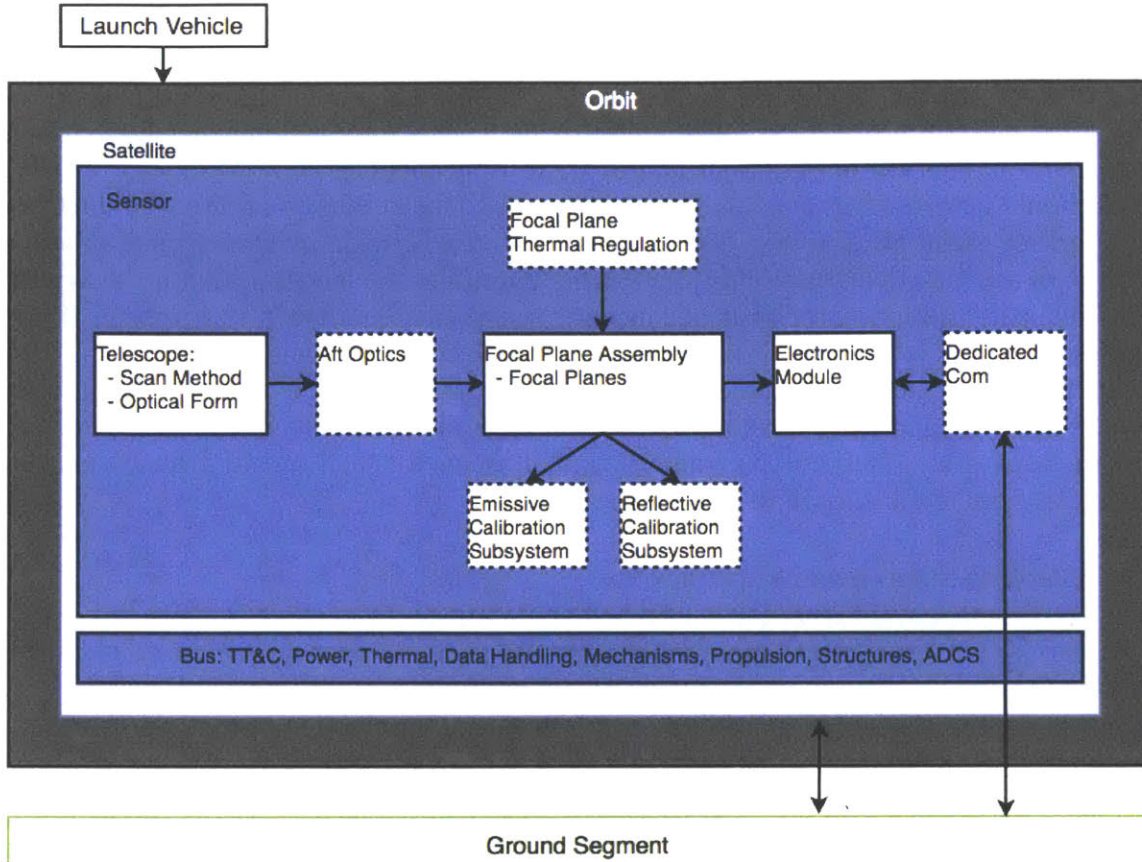 Launch Vehicle
Orbit
Satellite
Sensor
Focal Plane
Thermal Regulation
Telescope:
- Scan Method
- Optical Form
Aft Optics
Focal Plane Assembly
- Focal Planes
Electronics
Module
Dedicated
Com
Emissive
Calibration
Subsystem
Reflective
Calibration
Subsystem
Bus: TT&C, Power, Thermal, Data Handling, Mechanisms, Propulsion, Structures, ADCS
Ground Segment